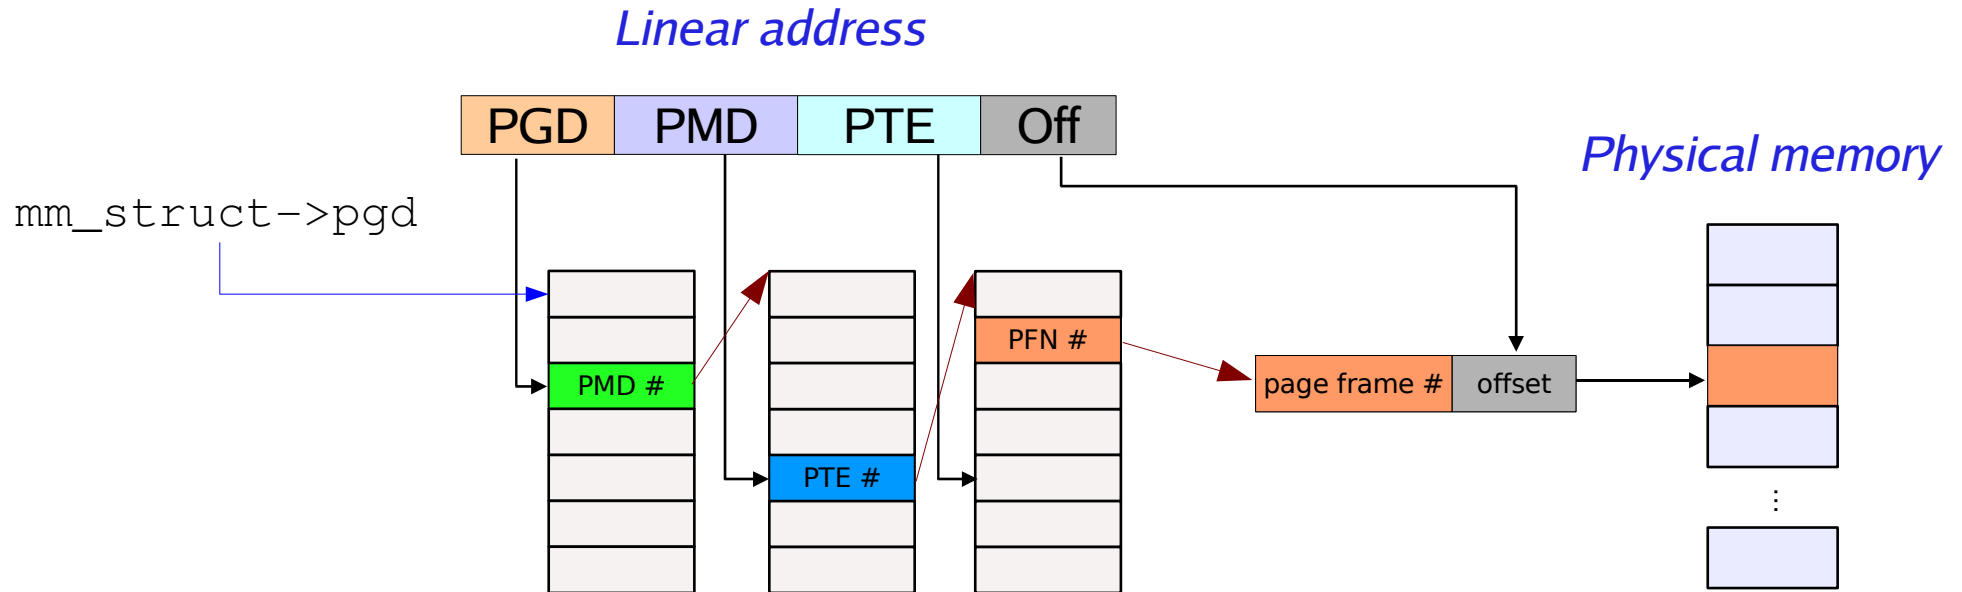 Linear address
PGD PMD PTE Off
Physical memory
mm_struct->pgd
PFN #
PMD #
page frame # offset
PTE #
...